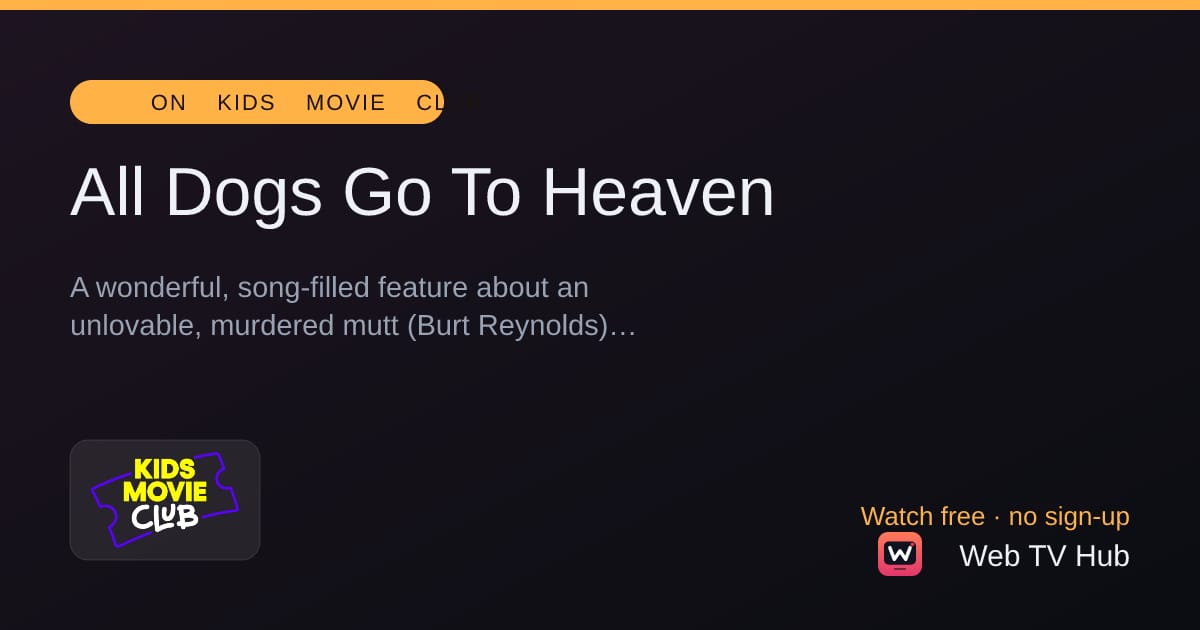 ON KIDS MOVIE CLUB
All Dogs Go To Heaven
A wonderful, song-filled feature about an
unlovable, murdered mutt (Burt Reynolds)…
KIDS
MOVIE
CLUB
Watch free · no sign-up
W
Web TV Hub